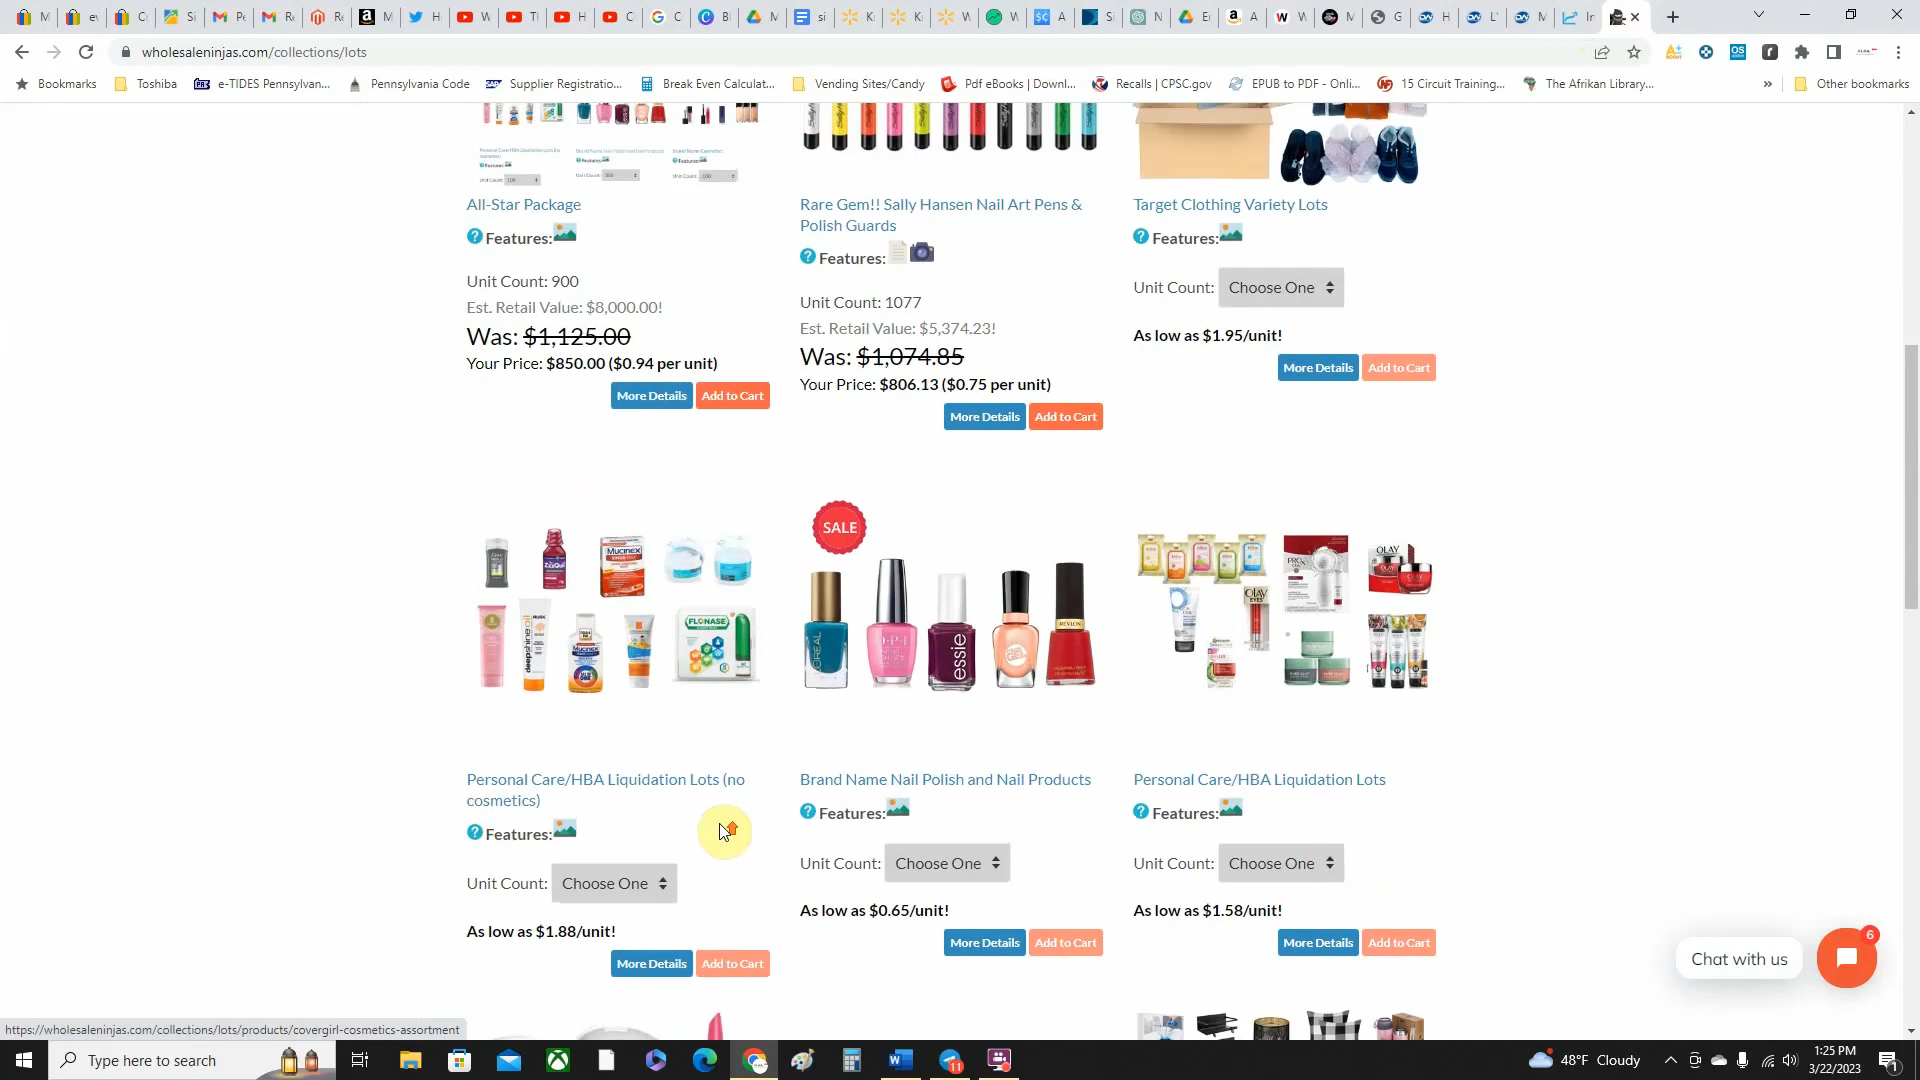 wholesaleninjas.com/collections/lots
Bookmarks
Toshiba
e-TIDES Pennsylvan...
Pennsylvania Code
Supplier Registratio...
Break Even Calculat...
Vending Sites/Candy
Pdf eBooks | Downl...
Recalls | CPSC.gov
EPUB to PDF - Onli...
15 Circuit Training...
The Afrikan Library...
»
Other bookmarks
All-Star Package
Features:
Unit Count: 900
Est. Retail Value: $8,000.00!
Was: $1,125.00
Your Price: $850.00 ($0.94 per unit)
More Details
Add to Cart
Rare Gem!! Sally Hansen Nail Art Pens &
Polish Guards
Features:
Unit Count: 1077
Est. Retail Value: $5,374.23!
Was: $1,074.85
Your Price: $806.13 ($0.75 per unit)
More Details
Add to Cart
Target Clothing Variety Lots
Features:
Unit Count: Choose One
As low as $1.95/unit!
More Details
Add to Cart
SALE
Personal Care/HBA Liquidation Lots (no
cosmetics)
Features:
Unit Count: Choose One
As low as $1.88/unit!
More Details
Add to Cart
Brand Name Nail Polish and Nail Products
Features:
Unit Count: Choose One
As low as $0.65/unit!
More Details
Add to Cart
Personal Care/HBA Liquidation Lots
Features:
Unit Count: Choose One
As low as $1.58/unit!
More Details
Add to Cart
Chat with us
6
https://wholesaleninjas.com/collections/lots/products/covergirl-cosmetics-assortment
Type here to search
11
48°F Cloudy
1:25 PM
3/22/2023